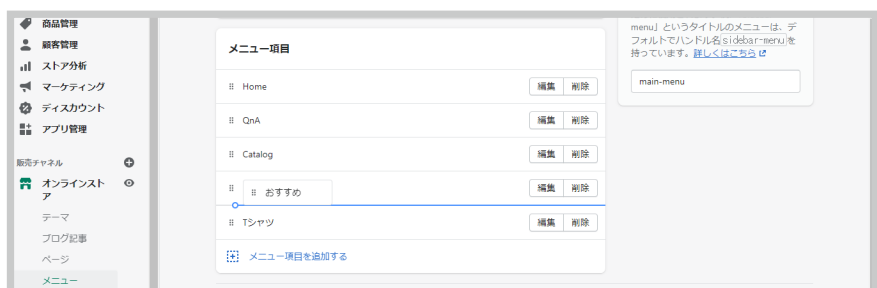 商品管理
顧客管理
ストア分析
マーケティング
ディスカウント
アプリ管理
販売チャネル
オンラインスト
ア
テーマ
ブログ記事
ページ
メニュー
メニュー項目
Home
編集 削除
QnA
編集 削除
Catalog
編集 削除
おすすめ
編集 削除
Tシャツ
編集 削除
メニュー項目を追加する
menu」というタイトルのメニューは、デ
フォルトでハンドル名sidebar-menuを
持っています。詳しくはこちら
main-menu